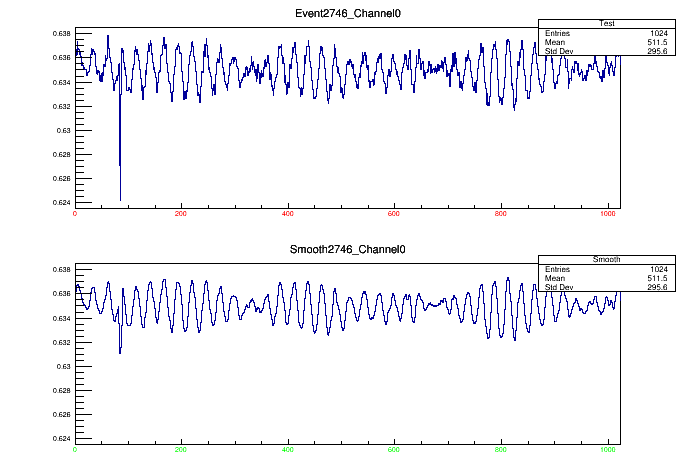 Event2746_Channel0
Test
Entries 1024
Mean 511.5
Std Dev 295.6
0.638
0.636
0.634
0.632
0.63
0.628
0.626
0.624
0 200 400 600 800 1000
Smooth2746_Channel0
Smooth
Entries 1024
Mean 511.5
Std Dev 295.6
0.638
0.636
0.634
0.632
0.63
0.628
0.626
0.624
0 200 400 600 800 1000